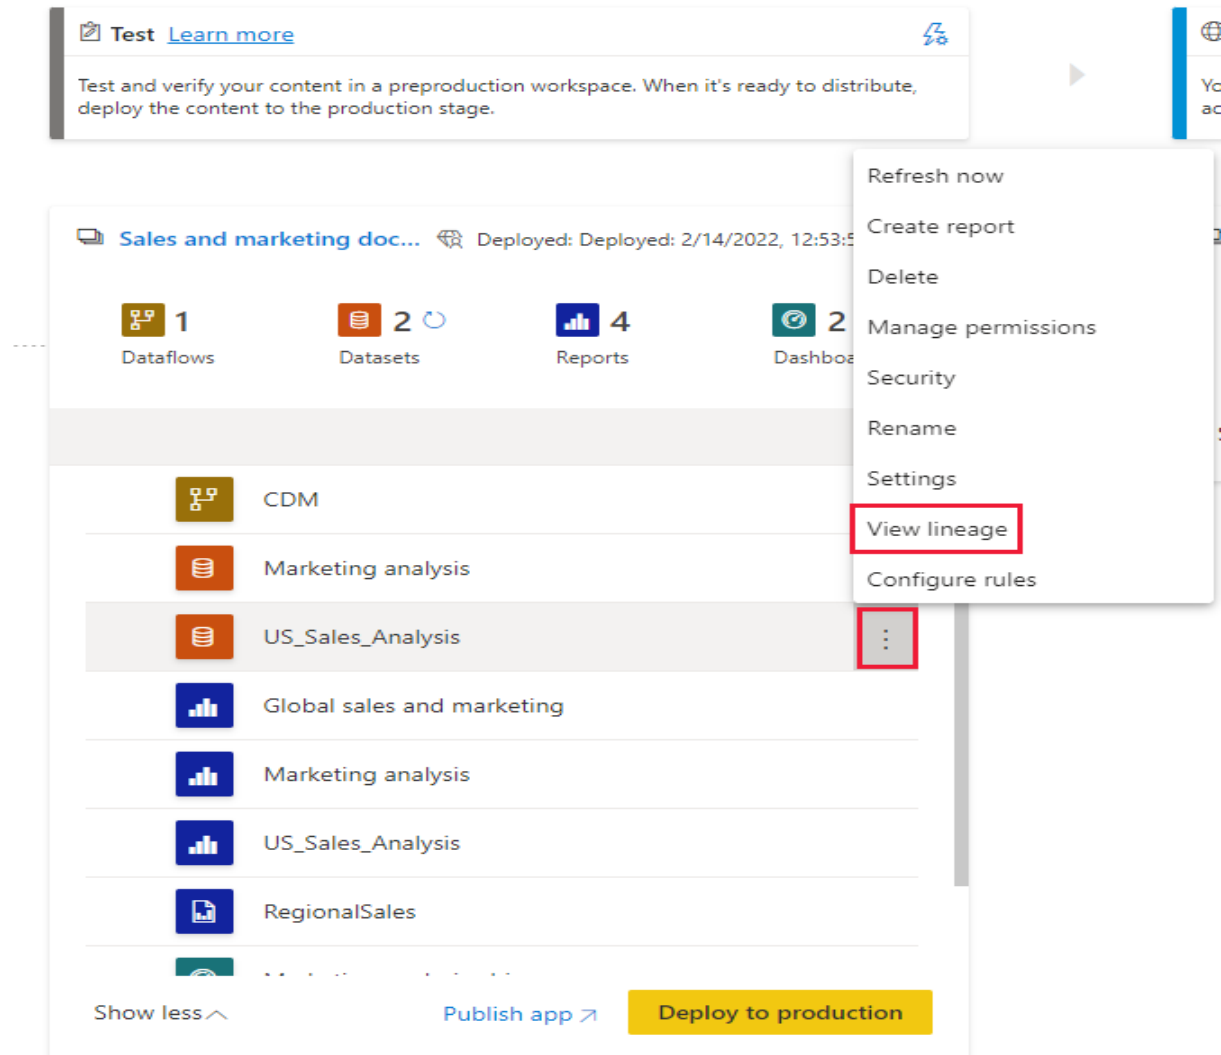 Test Learn more
Test and verify your content in a preproduction workspace. When it's ready to distribute,
deploy the content to the production stage.
Sales and marketing doc... Deployed: Deployed: 2/14/2022, 12:53:
1
2
4
2
Dataflows
Datasets
Reports
Refresh now
Create report
Delete
Manage permissions
Security
Rename
Settings
View lineage
Configure rules
CDM
Marketing analysis
US_Sales_Analysis
Global sales and marketing
Marketing analysis
US_Sales_Analysis
RegionalSales
Show less
Publish app
Deploy to production